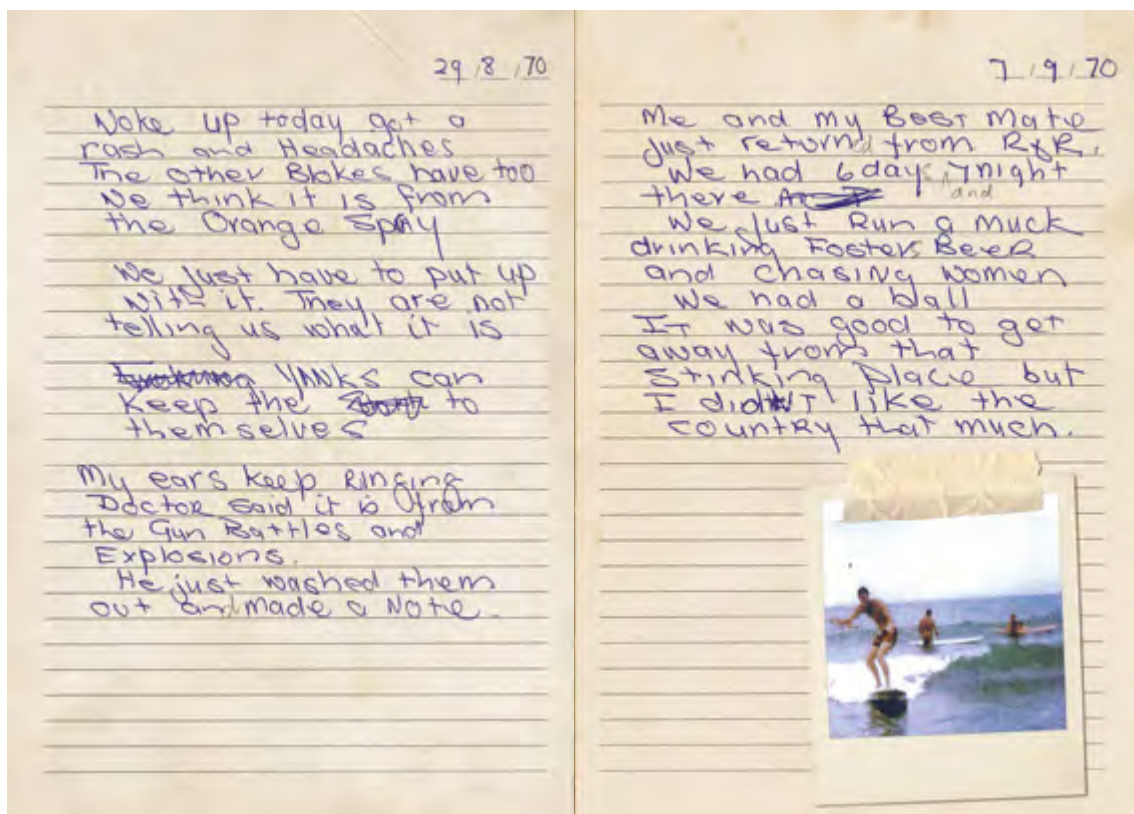 29/8/70
Woke up today got a
rash and Headaches
The other Blokes have too
We think it is from
the Orange Spray
We just have to put up
with it. They are not
telling us what it is
YANKS can
Keep the to
themselves
My ears keep RINGING
Doctor said it is from
the Gun Battles and
Explosions.
He just washed them
out and made a Note.
7/9/70
Me and my BEST Mate
just returnd from R&R.
We had 6 days and 7 night
there
We just Run a muck
drinking Fosters BEER
and chasing women
We had a ball
IT was good to get
away from that
Stinking Place but
I didNT like the
COUNTRY that much.